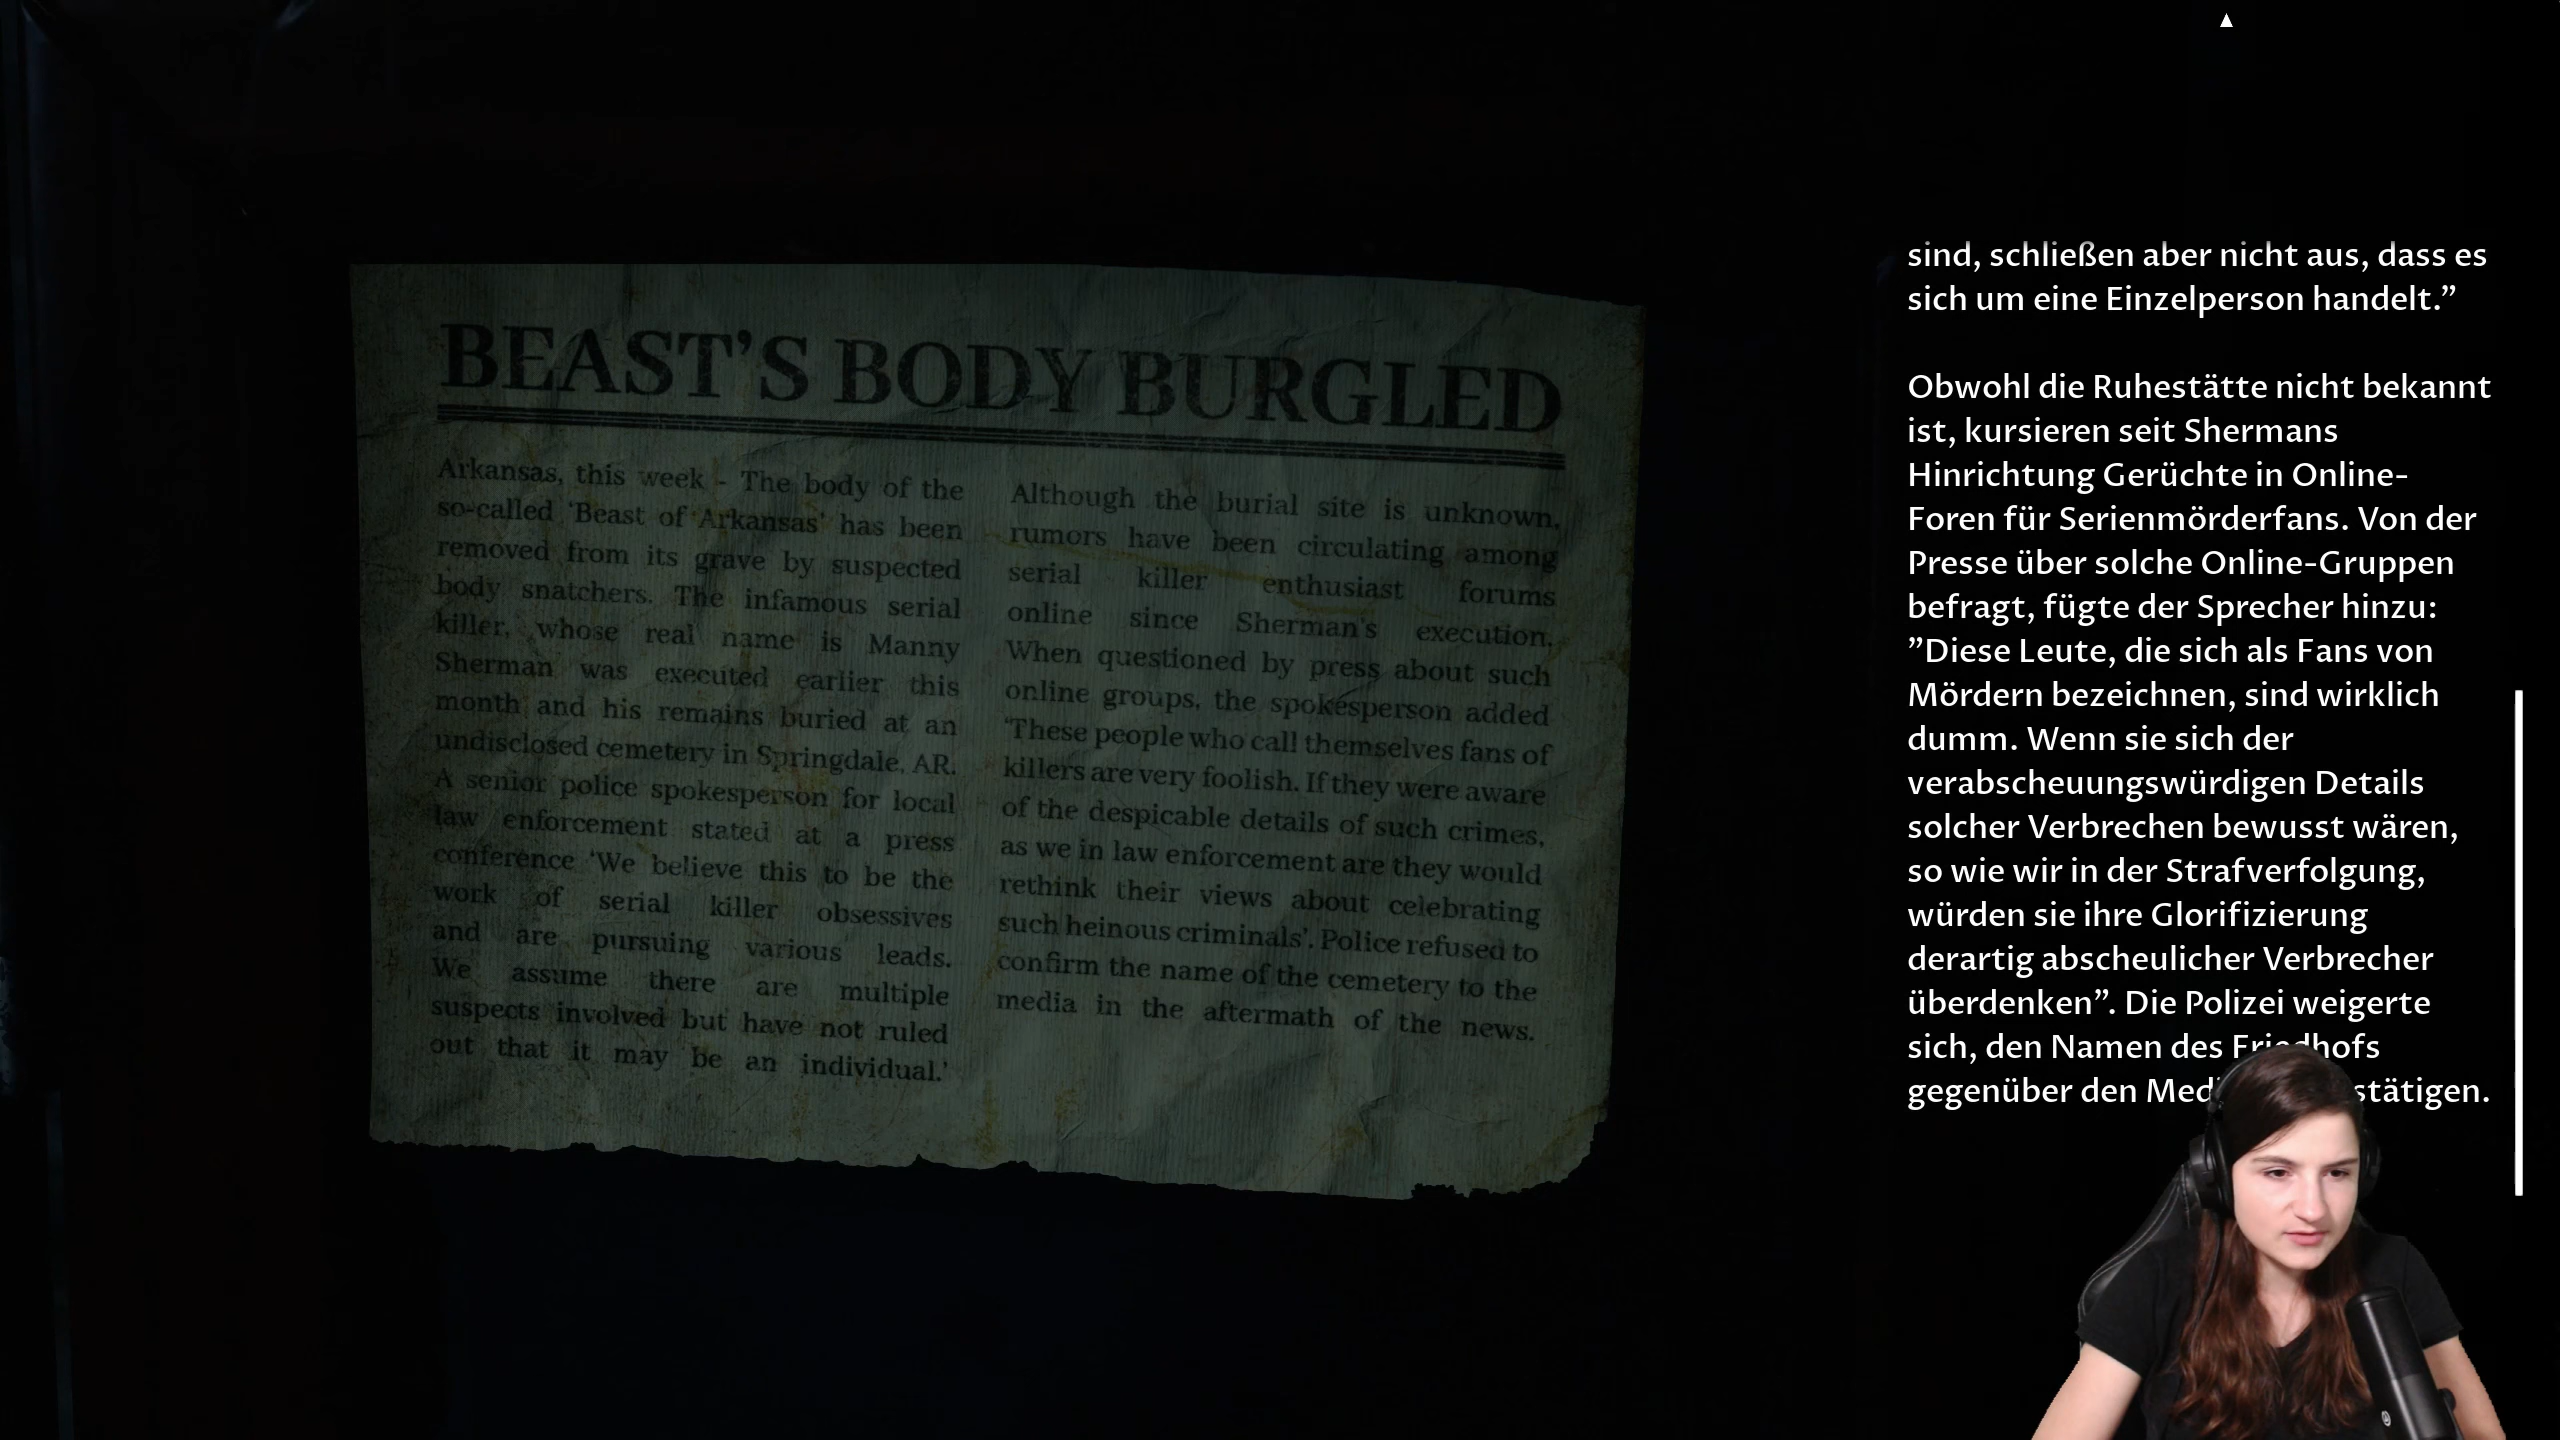 BEAST'S BODY BURGLED
Arkansas, this week - The body of the
so-called 'Beast of Arkansas' has been
removed from its grave by suspected
body snatchers. The infamous serial
killer, whose real name is Manny
Sherman was executed earlier this
month and his remains buried at an
undisclosed cemetery in Springdale, AR.
A senior police spokesperson for local
law enforcement stated at a press
conference 'We believe this to be the
work of serial killer obsessives
and are pursuing various leads.
We assume there are multiple
suspects involved but have not ruled
out that it may be an individual.'
Although the burial site is unknown,
rumors have been circulating among
serial killer enthusiast forums
online since Sherman's execution.
When questioned by press about such
online groups, the spokesperson added
'These people who call themselves fans of
killers are very foolish. If they were aware
of the despicable details of such crimes,
as we in law enforcement are they would
rethink their views about celebrating
such heinous criminals'. Police refused to
confirm the name of the cemetery to the
media in the aftermath of the news.
sind, schließen aber nicht aus, dass es
sich um eine Einzelperson handelt.”
Obwohl die Ruhestätte nicht bekannt
ist, kursieren seit Shermans
Hinrichtung Gerüchte in Online-
Foren für Serienmörderfans. Von der
Presse über solche Online-Gruppen
befragt, fügte der Sprecher hinzu:
”Diese Leute, die sich als Fans von
Mördern bezeichnen, sind wirklich
dumm. Wenn sie sich der
verabscheuungswürdigen Details
solcher Verbrechen bewusst wären,
so wie wir in der Strafverfolgung,
würden sie ihre Glorifizierung
derartig abscheulicher Verbrecher
überdenken”. Die Polizei weigerte
sich, den Namen des Friedhofs
gegenüber den